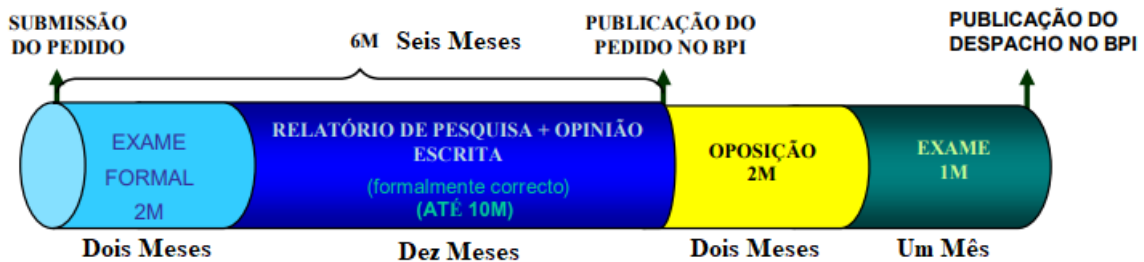 SUBMISSÃO
DO PEDIDO
6M Seis Meses
PUBLICAÇÃO DO
PEDIDO NO BPI
PUBLICAÇÃO DO
DESPACHO NO BPI
EXAME
FORMAL
2M
RELATÓRIO DE PESQUISA + OPINIÃO
ESCRITA
(formalmente correcto)
(ATÉ 10M)
OPOSIÇÃO
2M
EXAME
1M
Dois Meses
Dez Meses
Dois Meses
Um Mês